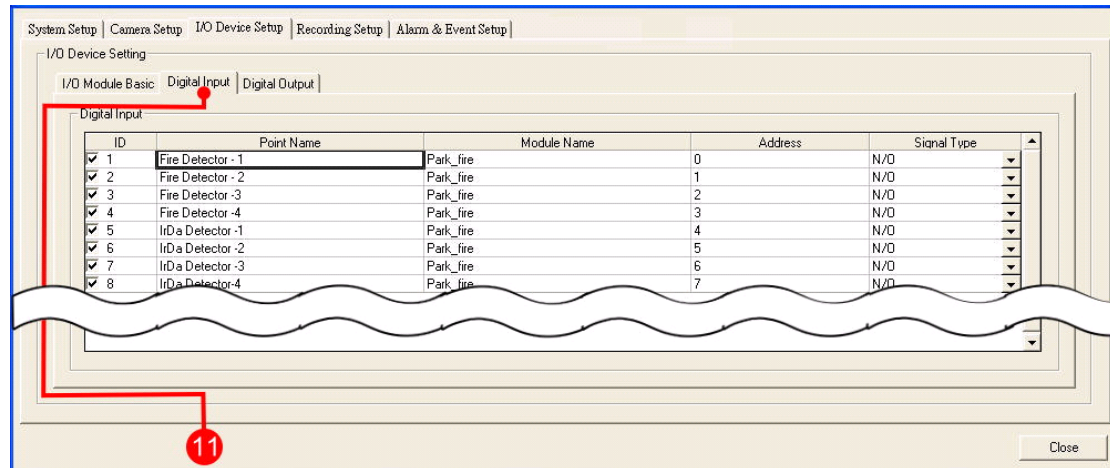 System Setup Camera Setup I/O Device Setup Recording Setup Alarm & Event Setup
I/O Device Setting
I/O Module Basic Digital Input Digital Output
Digital Input
ID Point Name Module Name Address Signal Type
1 Fire Detector - 1 Park_fire 0 N/O
2 Fire Detector - 2 Park_fire 1 N/O
3 Fire Detector -3 Park_fire 2 N/O
4 Fire Detector -4 Park_fire 3 N/O
5 IrDa Detector -1 Park_fire 4 N/O
6 IrDa Detector -2 Park_fire 5 N/O
7 IrDa Detector -3 Park_fire 6 N/O
8 IrDa Detector-4 Park_fire 7 N/O
11
Close